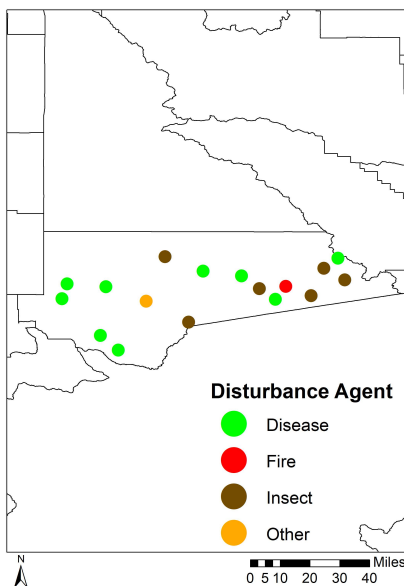 Disturbance Agent
Disease
Fire
Insect
Other
N
Miles
0 5 10 20 30 40